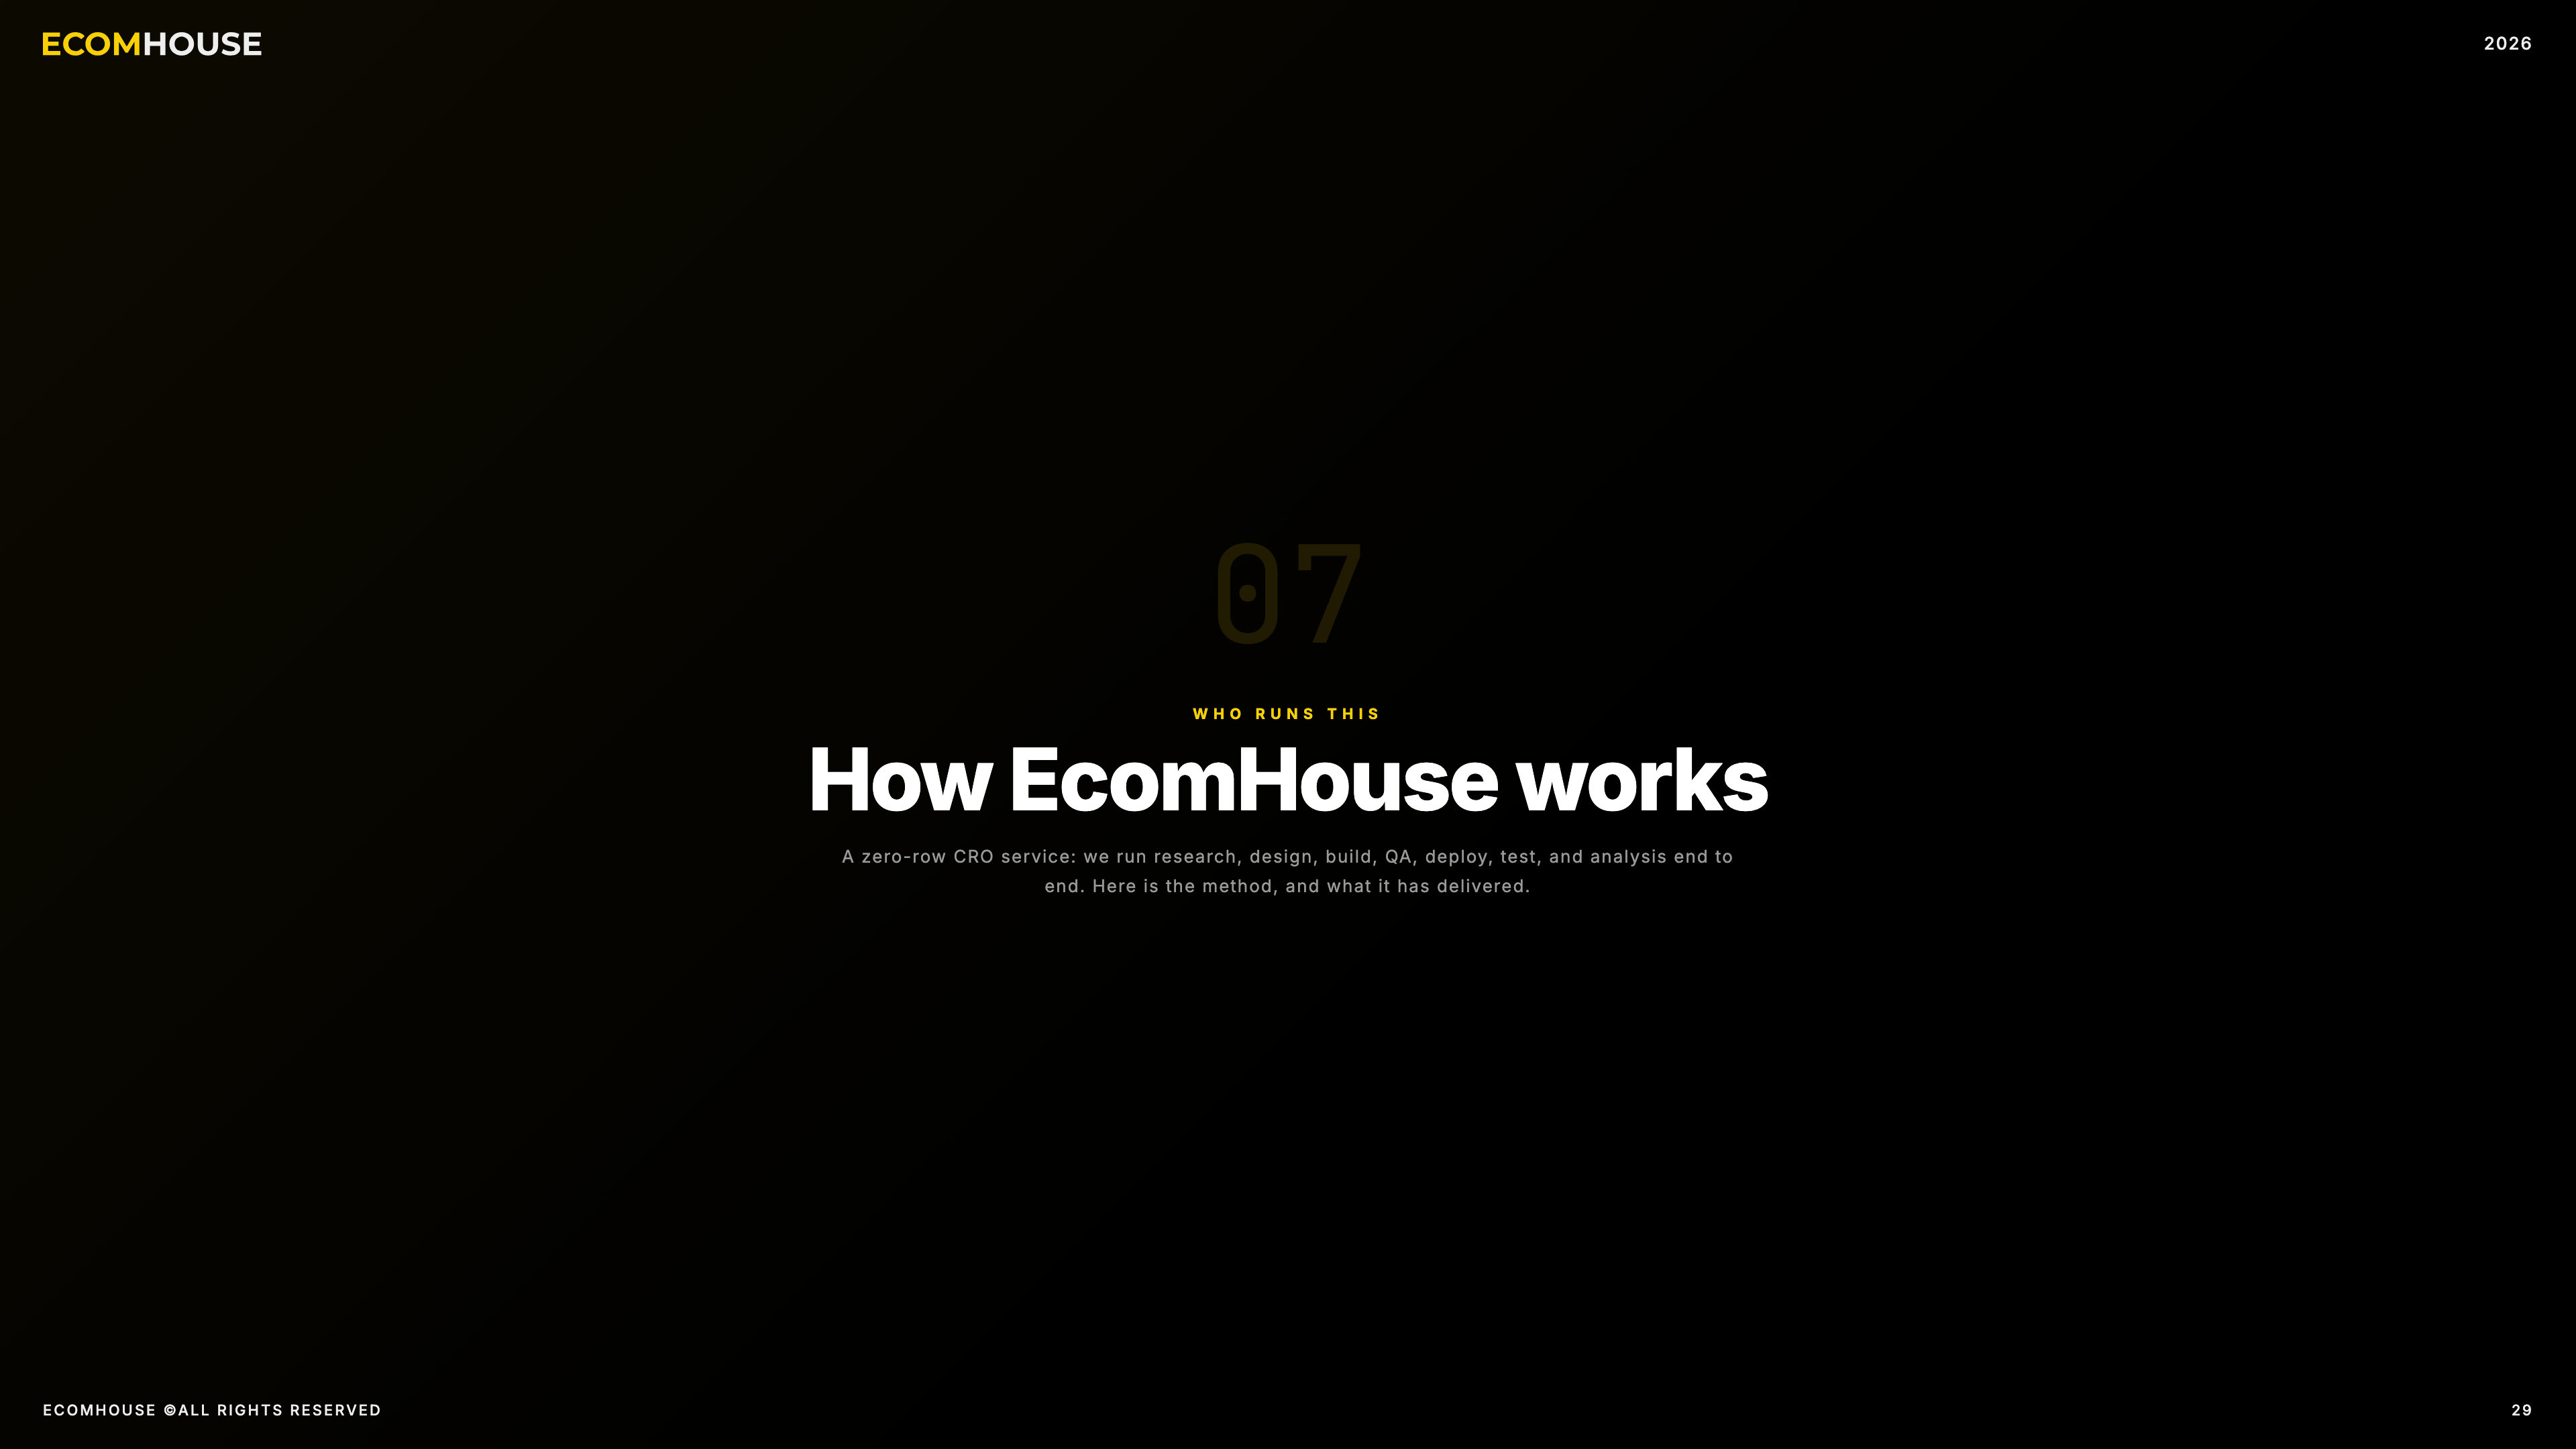 ECOMHOUSE
2026
07
WHO RUNS THIS
How EcomHouse works
A zero-row CRO service: we run research, design, build, QA, deploy, test, and analysis end to
end. Here is the method, and what it has delivered.
ECOMHOUSE ©ALL RIGHTS RESERVED
29